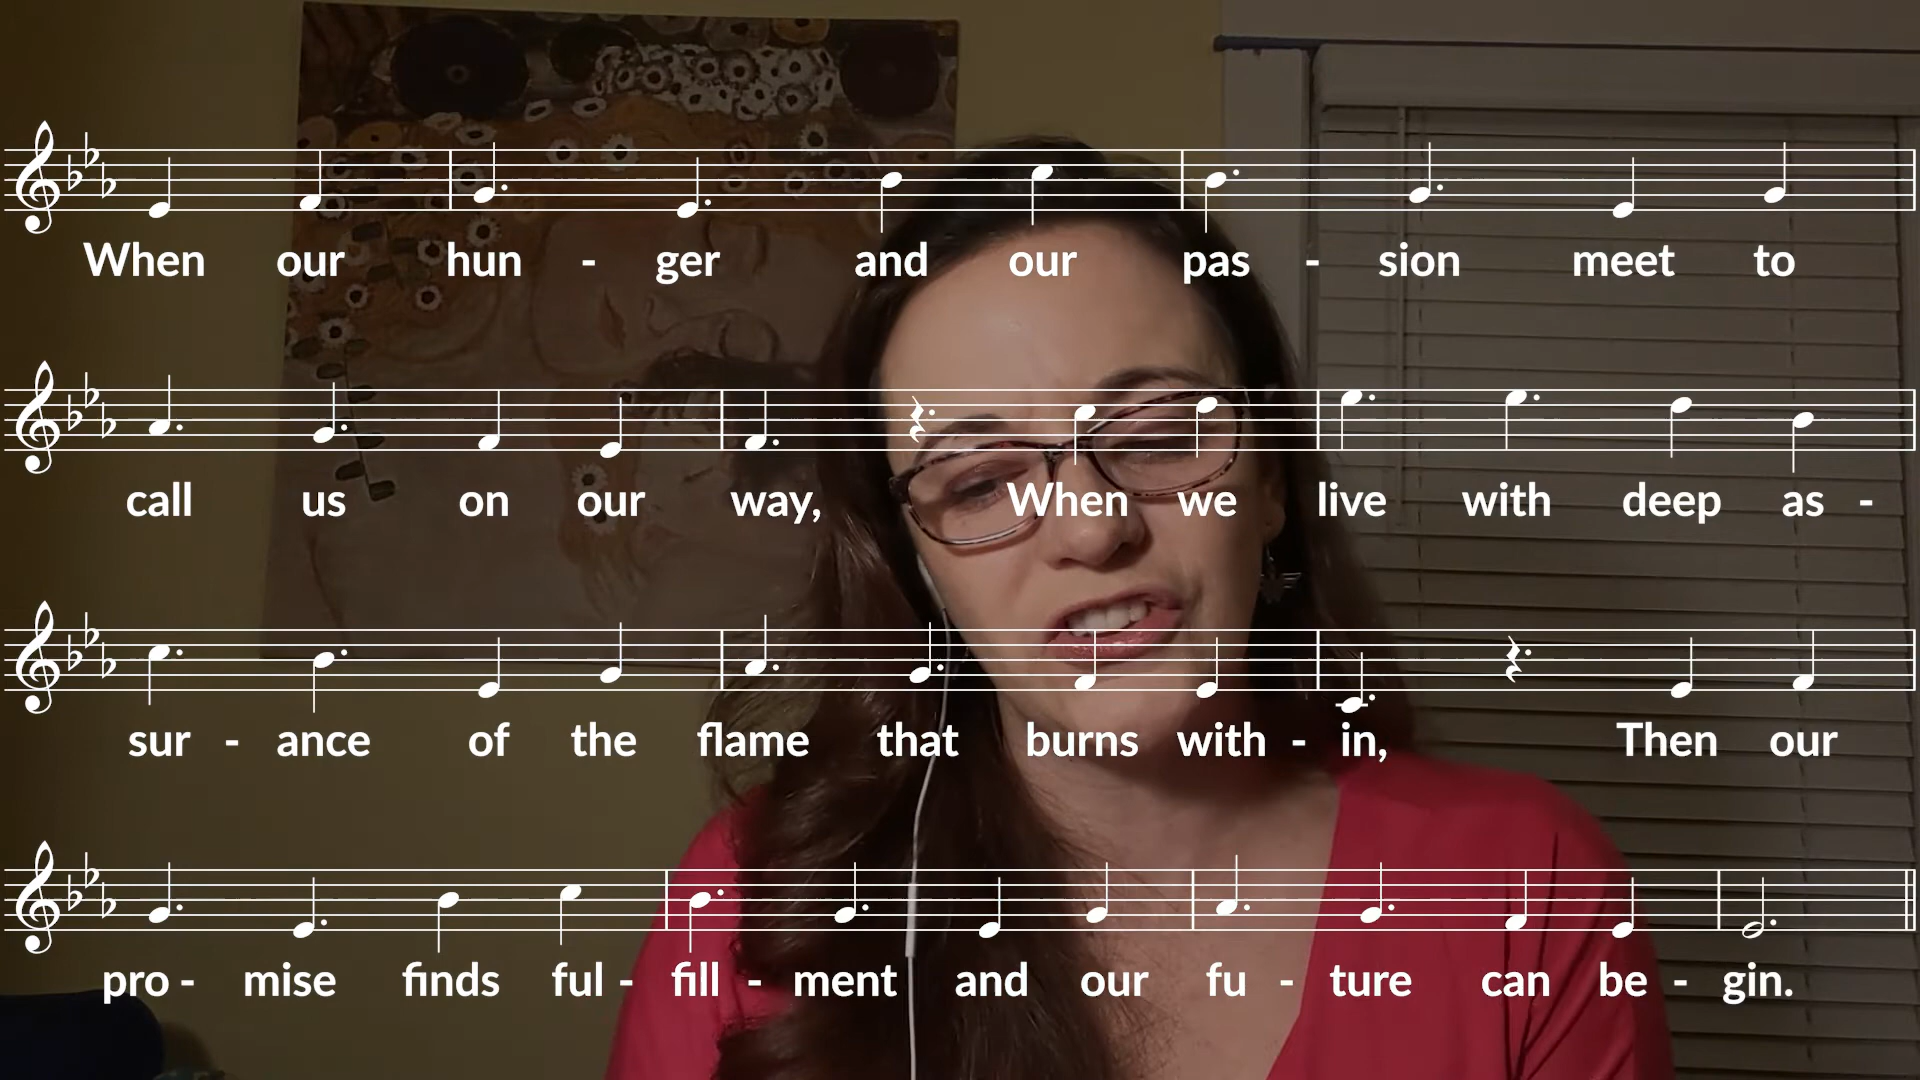 When our hun - ger and our pas - sion meet to
call us on our way, When we live with deep as -
sur - ance of the flame that burns with - in, Then our
pro - mise finds ful - fill - ment and our fu - ture can be - gin.